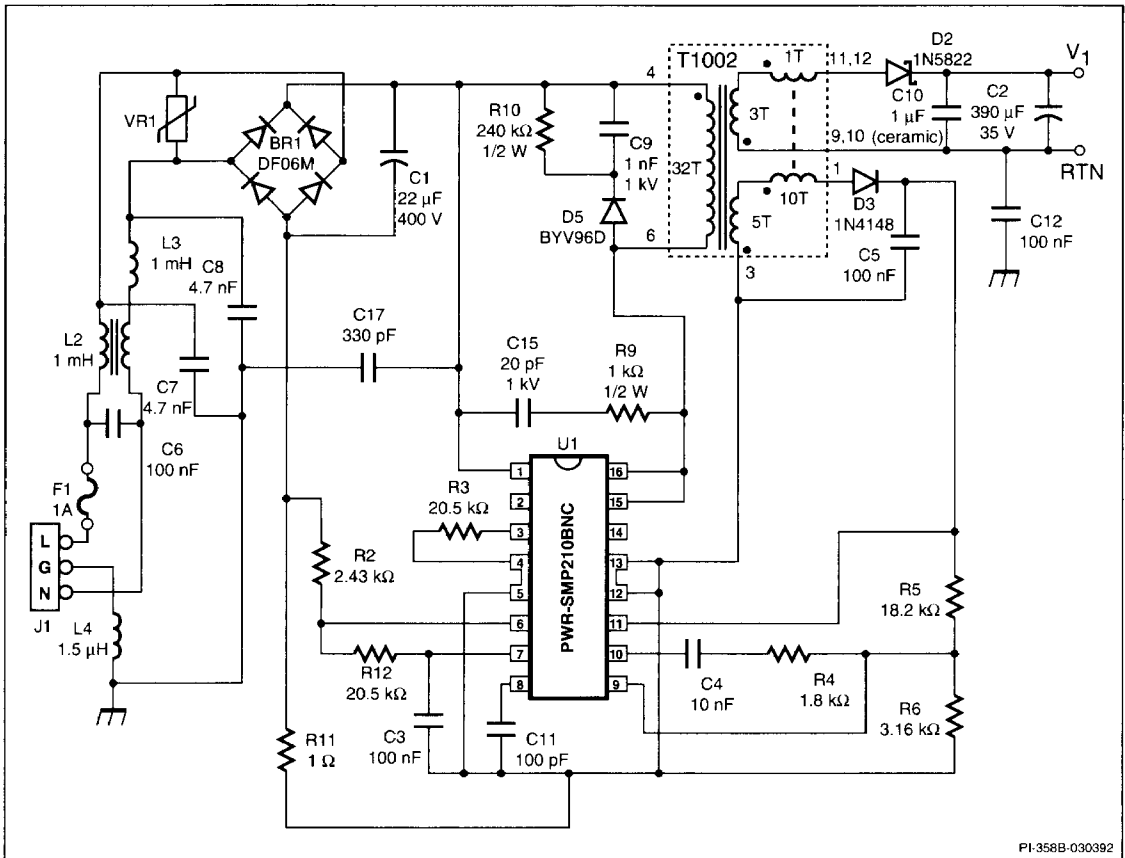 T1002
1T
11,12
D2
1N5822
V1
4
VR1
R10
240 kΩ
1/2 W
C10
1 µF
(ceramic)
C2
390 µF
35 V
3T
BR1
DF06M
C9
1 nF
1 kV
9,10
RTN
C1
22 µF
400 V
32T
1
10T
D3
1N4148
5T
D5
BYV96D
6
3
C12
100 nF
L3
1 mH
C8
4.7 nF
C5
100 nF
C17
330 pF
L2
1 mH
C15
20 pF
1 kV
R9
1 kΩ
1/2 W
C7
4.7 nF
C6
100 nF
U1
F1
1A
R3
20.5 kΩ
1
2
3
4
5
6
7
8
PWR-SMP210BNC
16
15
14
13
12
11
10
9
L
G
N
J1
R2
2.43 kΩ
R5
18.2 kΩ
L4
1.5 µH
R12
20.5 kΩ
C4
10 nF
R4
1.8 kΩ
R6
3.16 kΩ
R11
1 Ω
C3
100 nF
C11
100 pF
PI-358B-030392